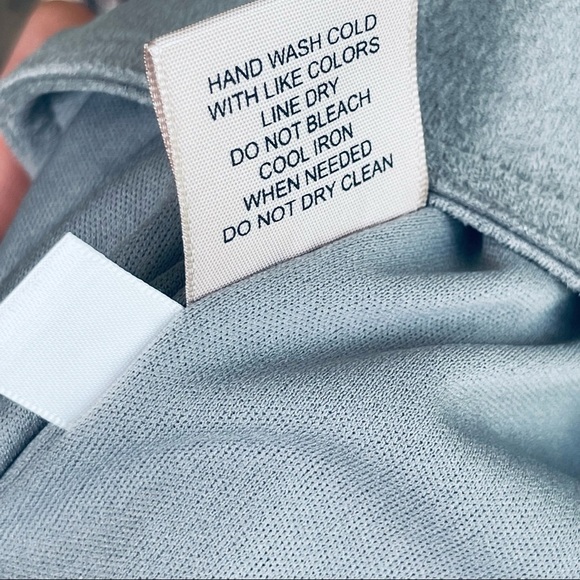 HAND WASH COLD
WITH LIKE COLORS
LINE DRY
DO NOT BLEACH
COOL IRON
WHEN NEEDED
DO NOT DRY CLEAN